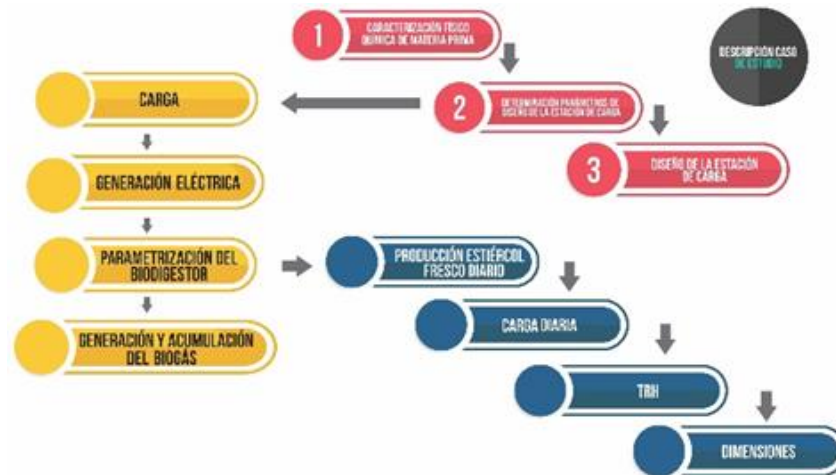 1
CARACTERIZACIÓN FÍSICO
QUÍMICA DE MATERIA PRIMA
DESCRIPCIÓN CASO
DE ESTUDIO
2
DETERMINACIÓN PARÁMETROS DE
DISEÑO DE LA ESTACIÓN DE CARGA
3
DISEÑO DE LA ESTACIÓN
DE CARGA
CARGA
GENERACIÓN ELÉCTRICA
PARAMETRIZACIÓN DEL
BIODIGESTOR
GENERACIÓN Y ACUMULACIÓN
DEL BIOGÁS
PRODUCCIÓN ESTIÉRCOL
FRESCO DIARIO
CARGA DIARIA
TRH
DIMENSIONES